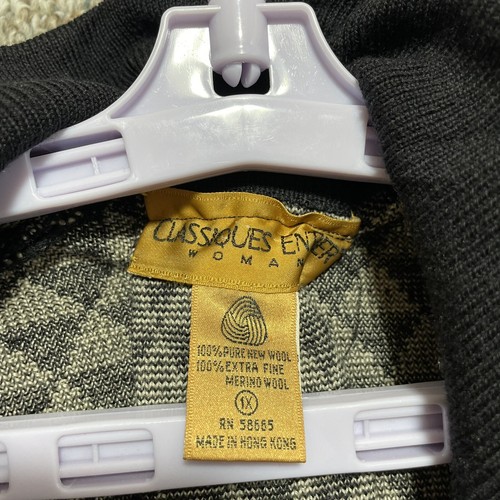 CLASSIQUES ENTIER
WOMAN
100% PURE NEW WOOL
100% EXTRA FINE
MERINO WOOL
1X
RN 58665
MADE IN HONG KONG